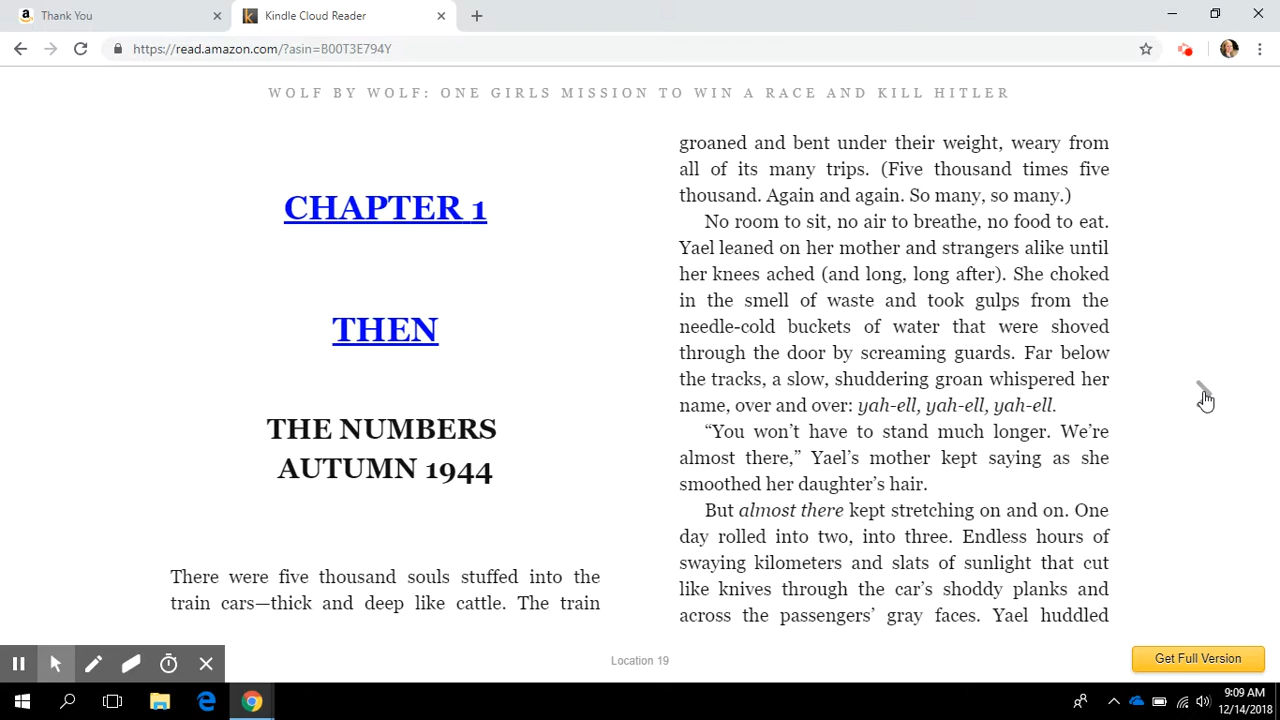 Thank You
Kindle Cloud Reader
https://read.amazon.com/?asin=B00T3E794Y
WOLF BY WOLF: ONE GIRLS MISSION TO WIN A RACE AND KILL HITLER
CHAPTER 1
THEN
THE NUMBERS
AUTUMN 1944
There were five thousand souls stuffed into the
train cars—thick and deep like cattle. The train
groaned and bent under their weight, weary from
all of its many trips. (Five thousand times five
thousand. Again and again. So many, so many.)
No room to sit, no air to breathe, no food to eat.
Yael leaned on her mother and strangers alike until
her knees ached (and long, long after). She choked
in the smell of waste and took gulps from the
needle-cold buckets of water that were shoved
through the door by screaming guards. Far below
the tracks, a slow, shuddering groan whispered her
name, over and over: yah-ell, yah-ell, yah-ell.
“You won’t have to stand much longer. We’re
almost there,” Yael’s mother kept saying as she
smoothed her daughter’s hair.
But almost there kept stretching on and on. One
day rolled into two, into three. Endless hours of
swaying kilometers and slats of sunlight that cut
like knives through the car’s shoddy planks and
across the passengers’ gray faces. Yael huddled
Location 19
Get Full Version
9:09 AM
12/14/2018